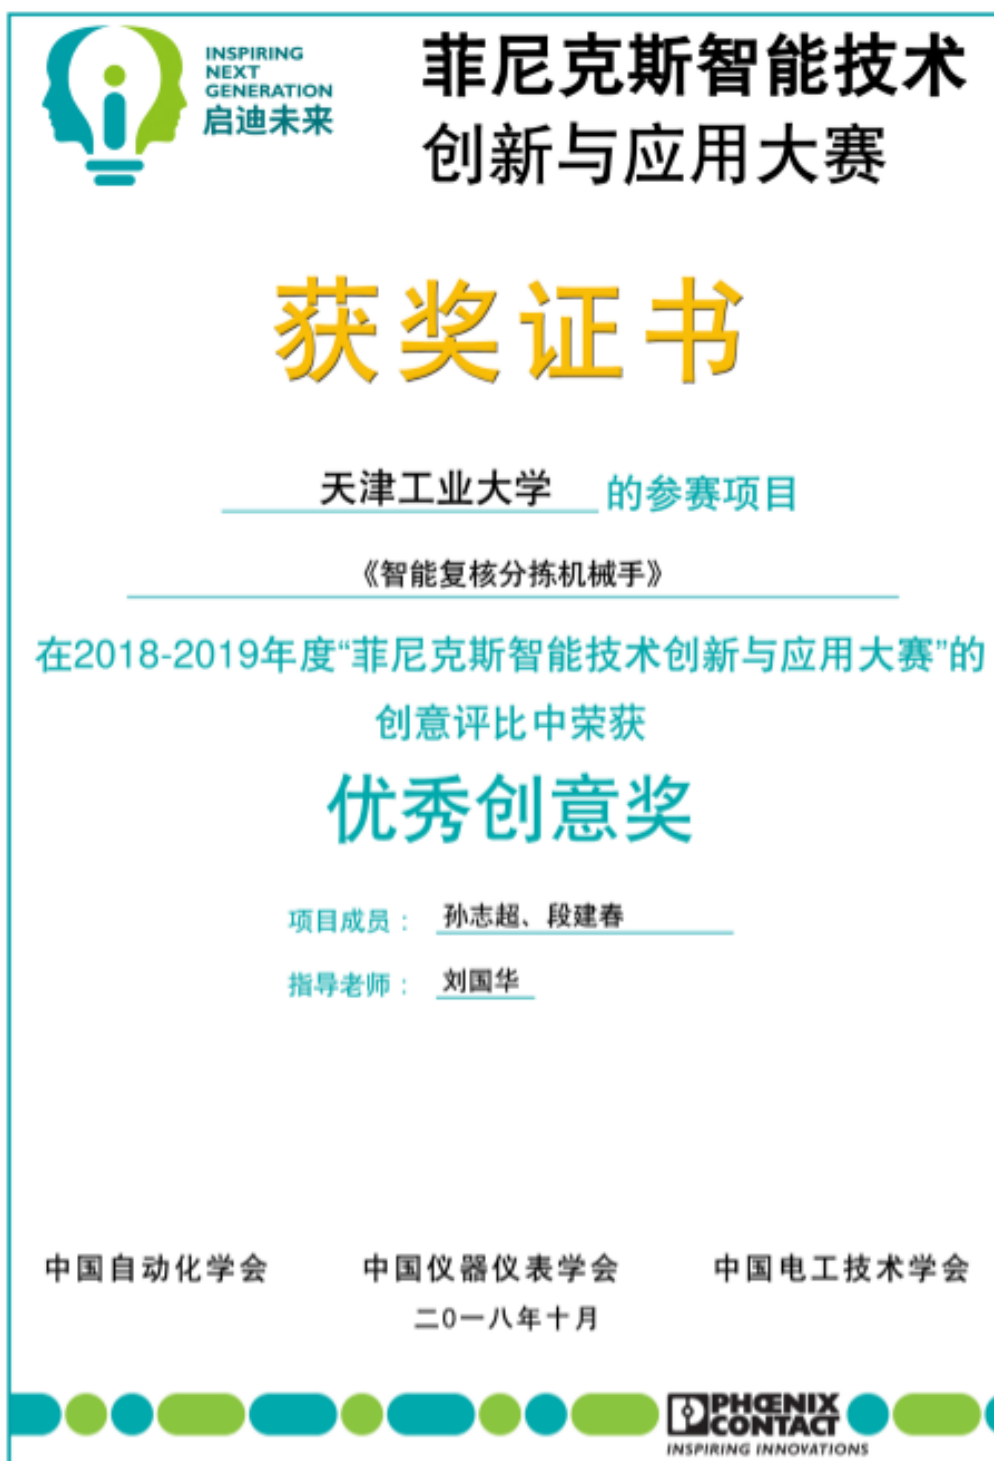 INSPIRING
NEXT
GENERATION
启迪未来
菲尼克斯智能技术
创新与应用大赛
获奖证书
天津工业大学 的参赛项目
《智能复核分拣机械手》
在2018-2019年度“菲尼克斯智能技术创新与应用大赛”的
创意评比中荣获
优秀创意奖
项目成员： 孙志超、段建春
指导老师： 刘国华
中国自动化学会 中国仪器仪表学会 中国电工技术学会
二0一八年十月
PHŒNIX
CONTACT
INSPIRING INNOVATIONS